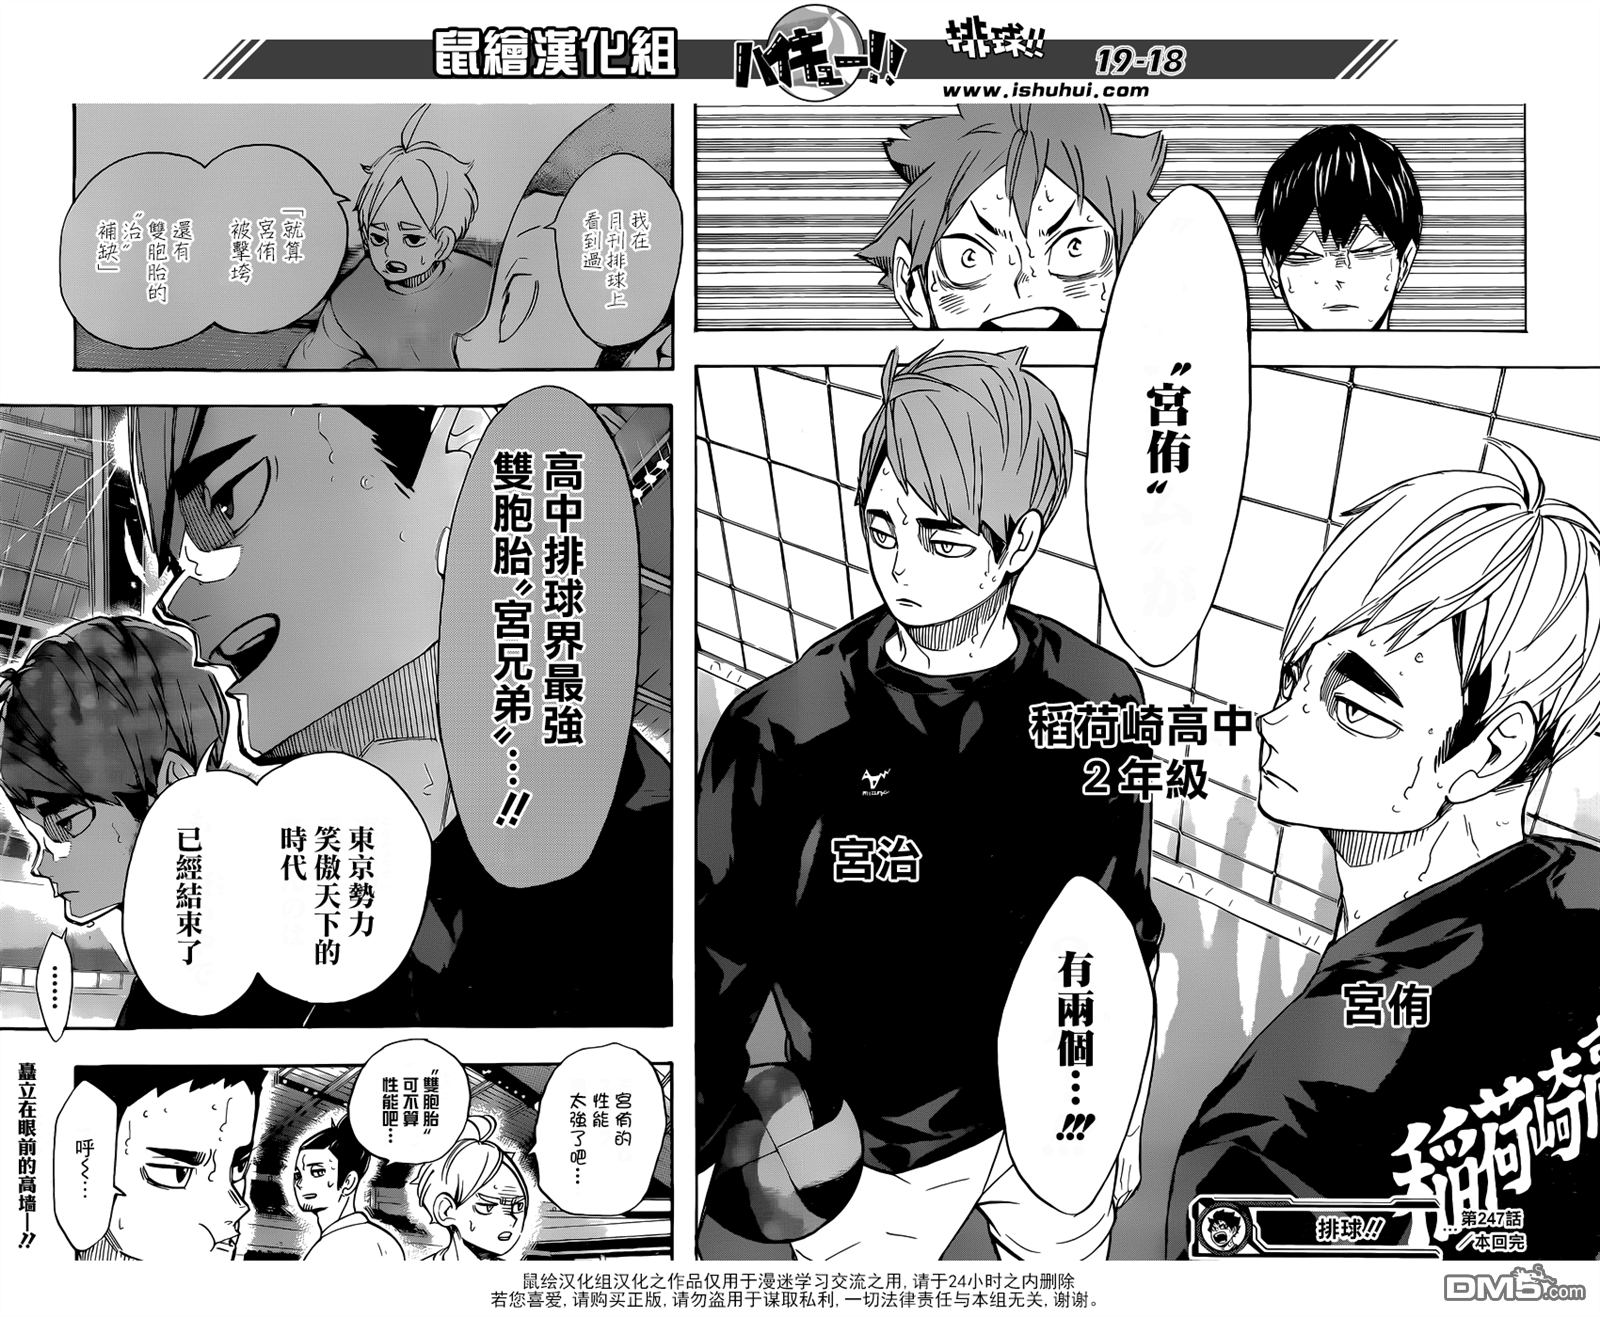 鼠繪漢化組
ハイキュー!!
排球!!
19-18
www.ishuhui.com
〝宮侑〞
稻荷崎高中
2年級
宮治
宮侑
有兩個…!!!
稻荷崎高
我在
月刊排球上
看到過
「就算
宮侑
被擊垮
還有
雙胞胎的
〝治〞
補缺」
高中排球界最強
雙胞胎〝宮兄弟〞……!!
東京勢力
笑傲天下的
時代
已經結束了
……
宮侑的
性能
太強了吧…
〝雙胞胎〞
可不算
性能吧…
呼~…
矗立在眼前的高墙——!!
排球!!
…第247話
／本回完
鼠绘汉化组汉化之作品仅用于漫迷学习交流之用,请于24小时之内删除
若您喜爱,请购买正版,请勿盗用于谋取私利,一切法律责任与本组无关,谢谢。
DM5.com